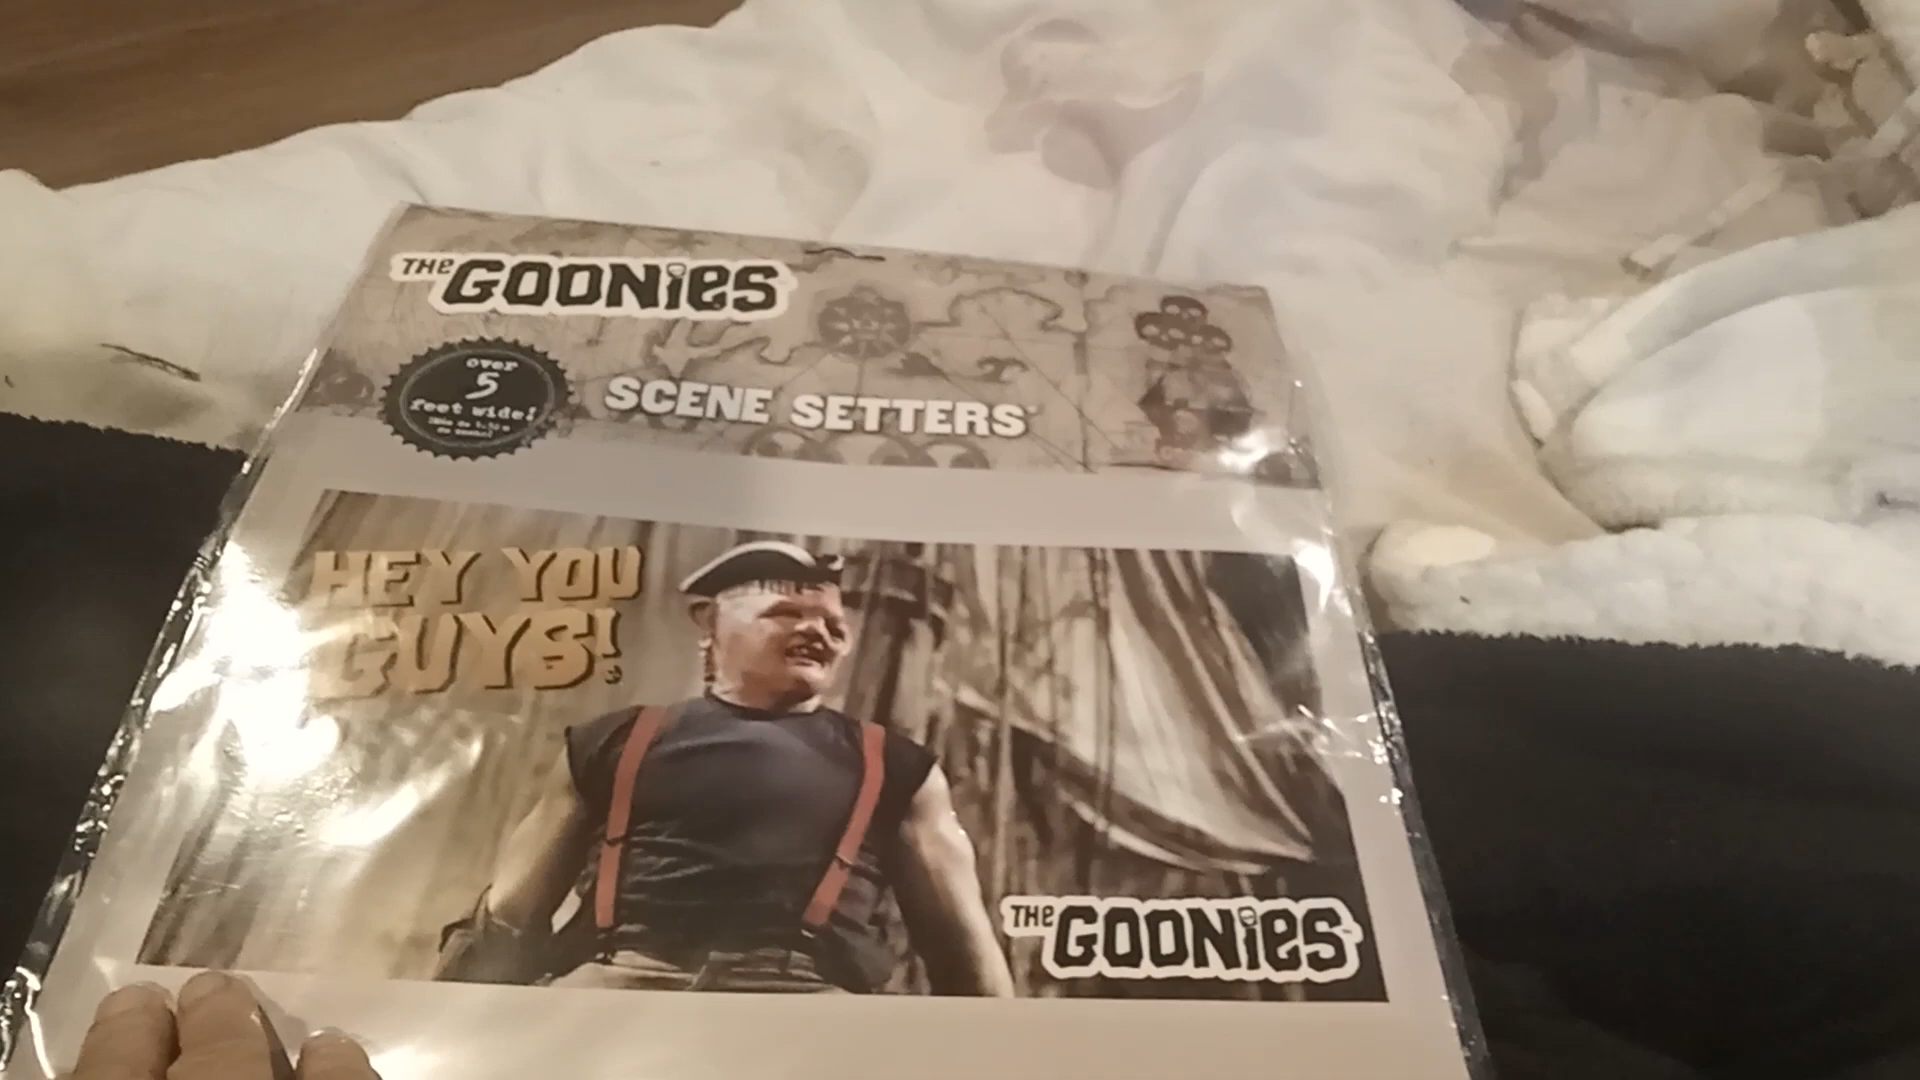 THE GOONIES
over
5
feet wide!
SCENE SETTERS
HEY YOU
GUYS!
THE GOONIES